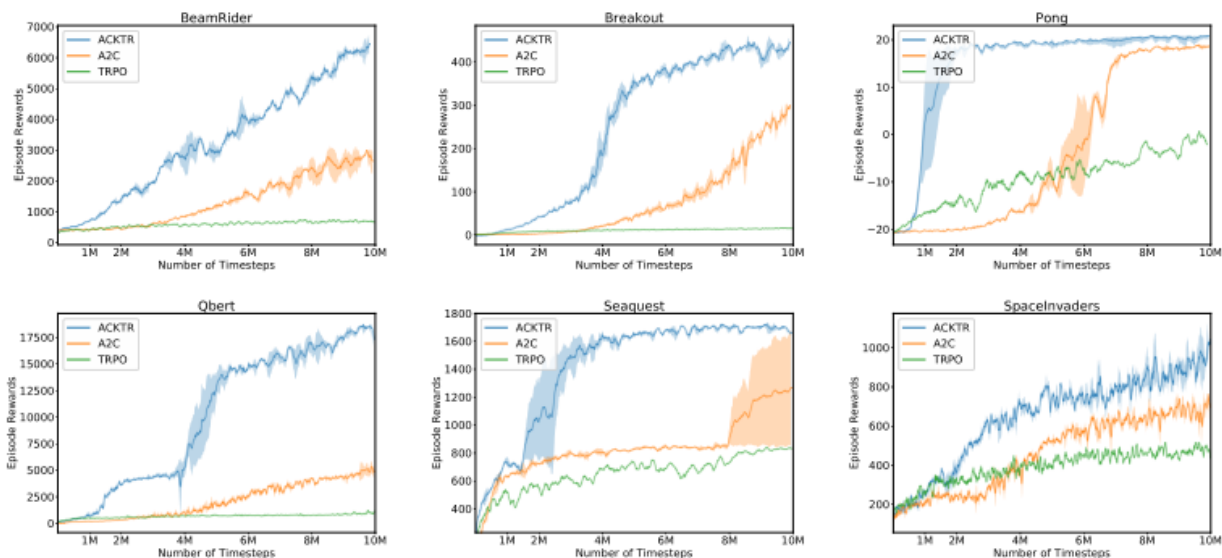 BeamRider
7000
6000
5000
4000
3000
2000
1000
0
Episode Rewards
ACKTR
A2C
TRPO
1M 2M 4M 6M 8M 10M
Number of Timesteps
Breakout
400
300
200
100
0
Episode Rewards
ACKTR
A2C
TRPO
1M 2M 4M 6M 8M 10M
Number of Timesteps
Pong
20
10
0
−10
−20
Episode Rewards
ACKTR
A2C
TRPO
1M 2M 4M 6M 8M 10M
Number of Timesteps
Qbert
17500
15000
12500
10000
7500
5000
2500
0
Episode Rewards
ACKTR
A2C
TRPO
1M 2M 4M 6M 8M 10M
Number of Timesteps
Seaquest
1800
1600
1400
1200
1000
800
600
400
Episode Rewards
ACKTR
A2C
TRPO
1M 2M 4M 6M 8M 10M
Number of Timesteps
SpaceInvaders
1000
800
600
400
200
Episode Rewards
ACKTR
A2C
TRPO
1M 2M 4M 6M 8M 10M
Number of Timesteps